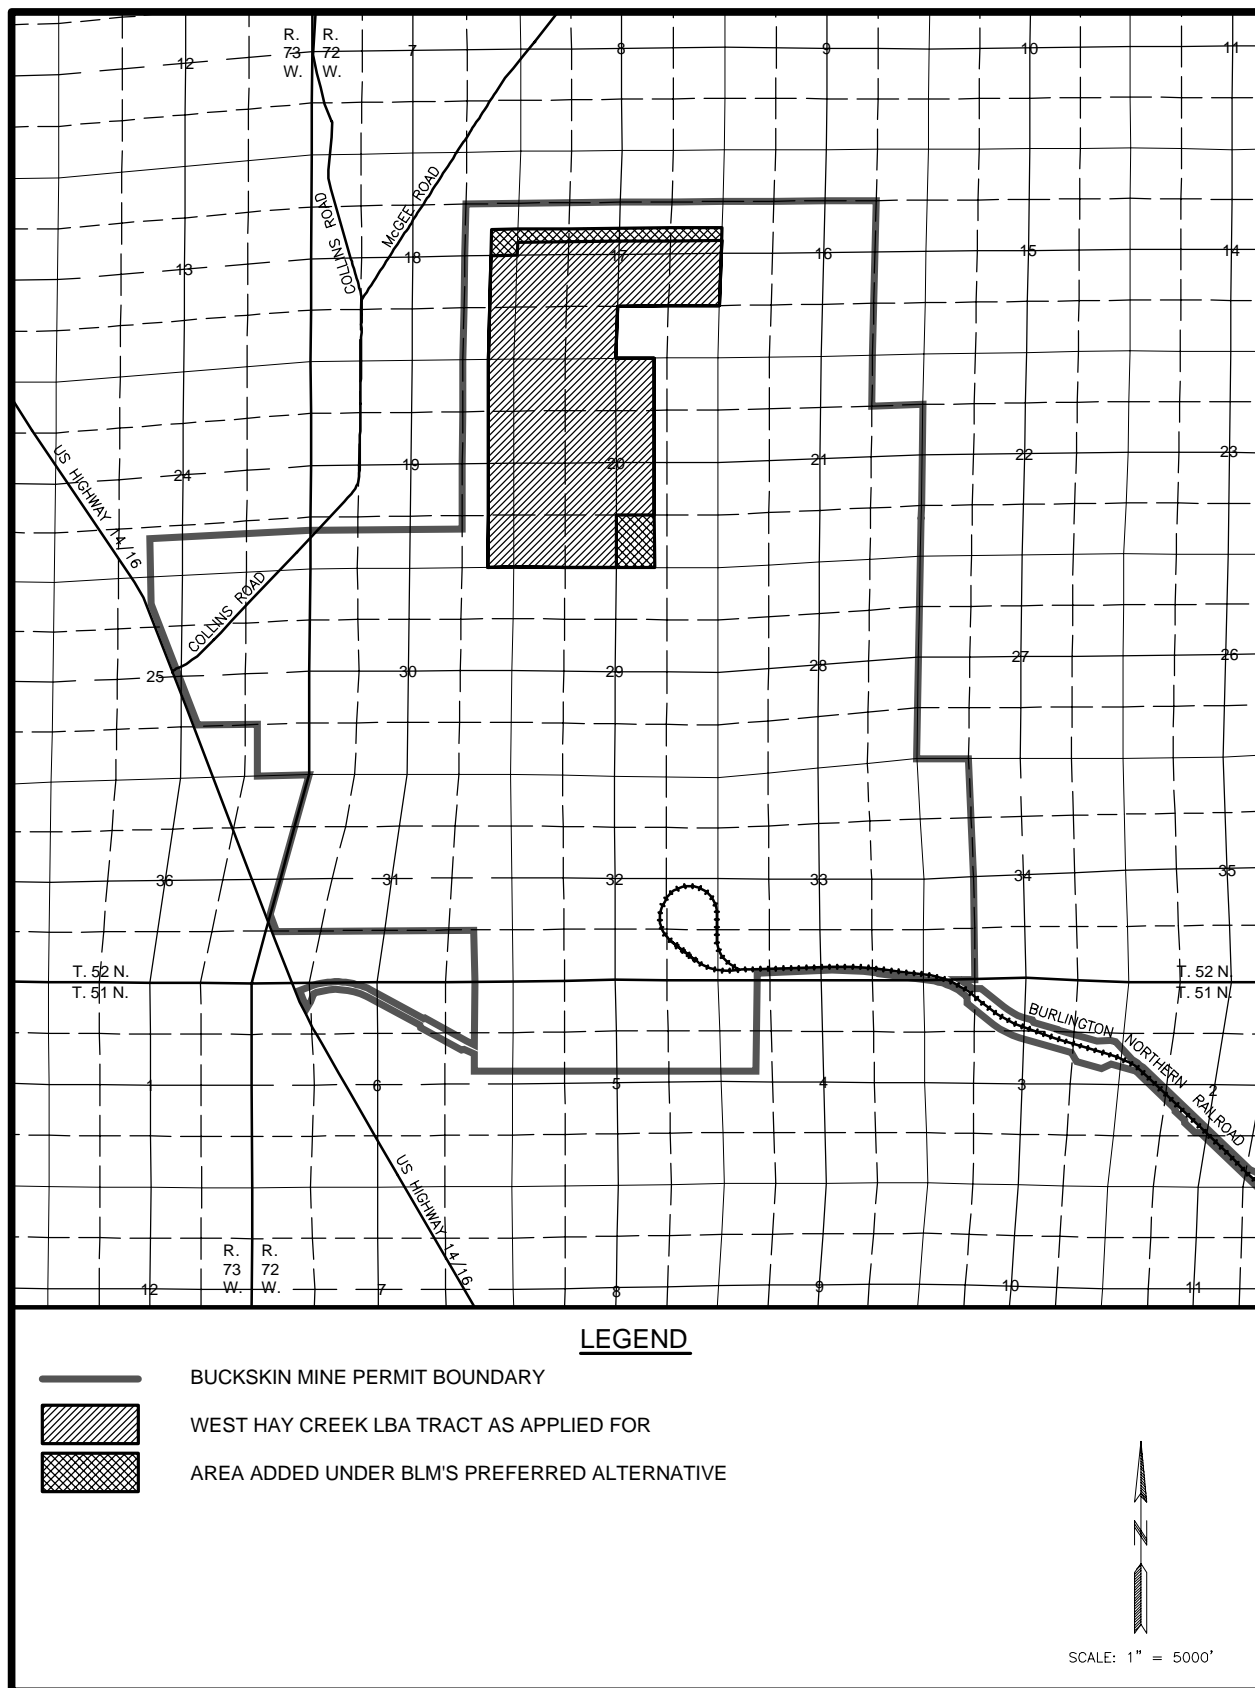 R. R.
73 72
W. W.
12 7 8 9 10 11
COLLINS ROAD
McGEE ROAD
13 18 17 16 15 14
US HIGHWAY 14/16
24 19 20 21 22 23
COLLINS ROAD
25 30 29 28 27 26
36 31 32 33 34 35
T. 52 N. T. 52 N.
T. 51 N. T. 51 N.
BURLINGTON NORTHERN RAILROAD
1 6 5 4 3 2
US HIGHWAY 14/16
R. R.
73 72
W. W.
12 7 8 9 10 11
LEGEND
BUCKSKIN MINE PERMIT BOUNDARY
WEST HAY CREEK LBA TRACT AS APPLIED FOR
AREA ADDED UNDER BLM'S PREFERRED ALTERNATIVE
N
SCALE: 1" = 5000'